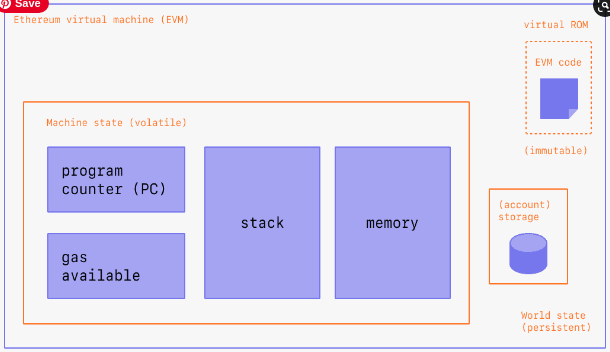 Save
Ethereum virtual machine (EVM)
virtual ROM
EVM code
(immutable)
Machine state (volatile)
program
counter (PC)
gas
available
stack
memory
(account)
storage
World state
(persistent)